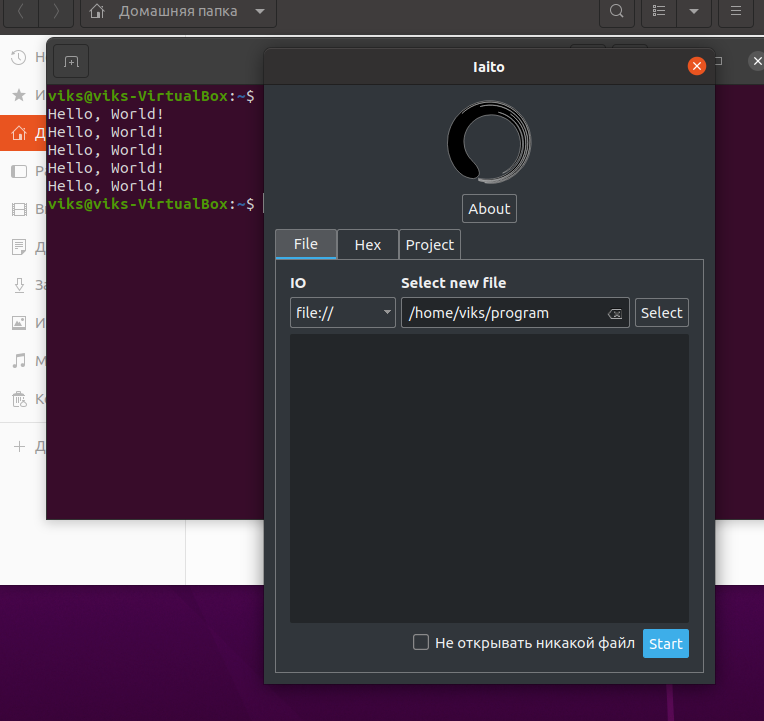 Домашняя папка
Iaito
viks@viks-VirtualBox:~$
Hello, World!
Hello, World!
Hello, World!
Hello, World!
Hello, World!
viks@viks-VirtualBox:~$
About
File Hex Project
IO Select new file
file:// /home/viks/program Select
Не открывать никакой файл Start